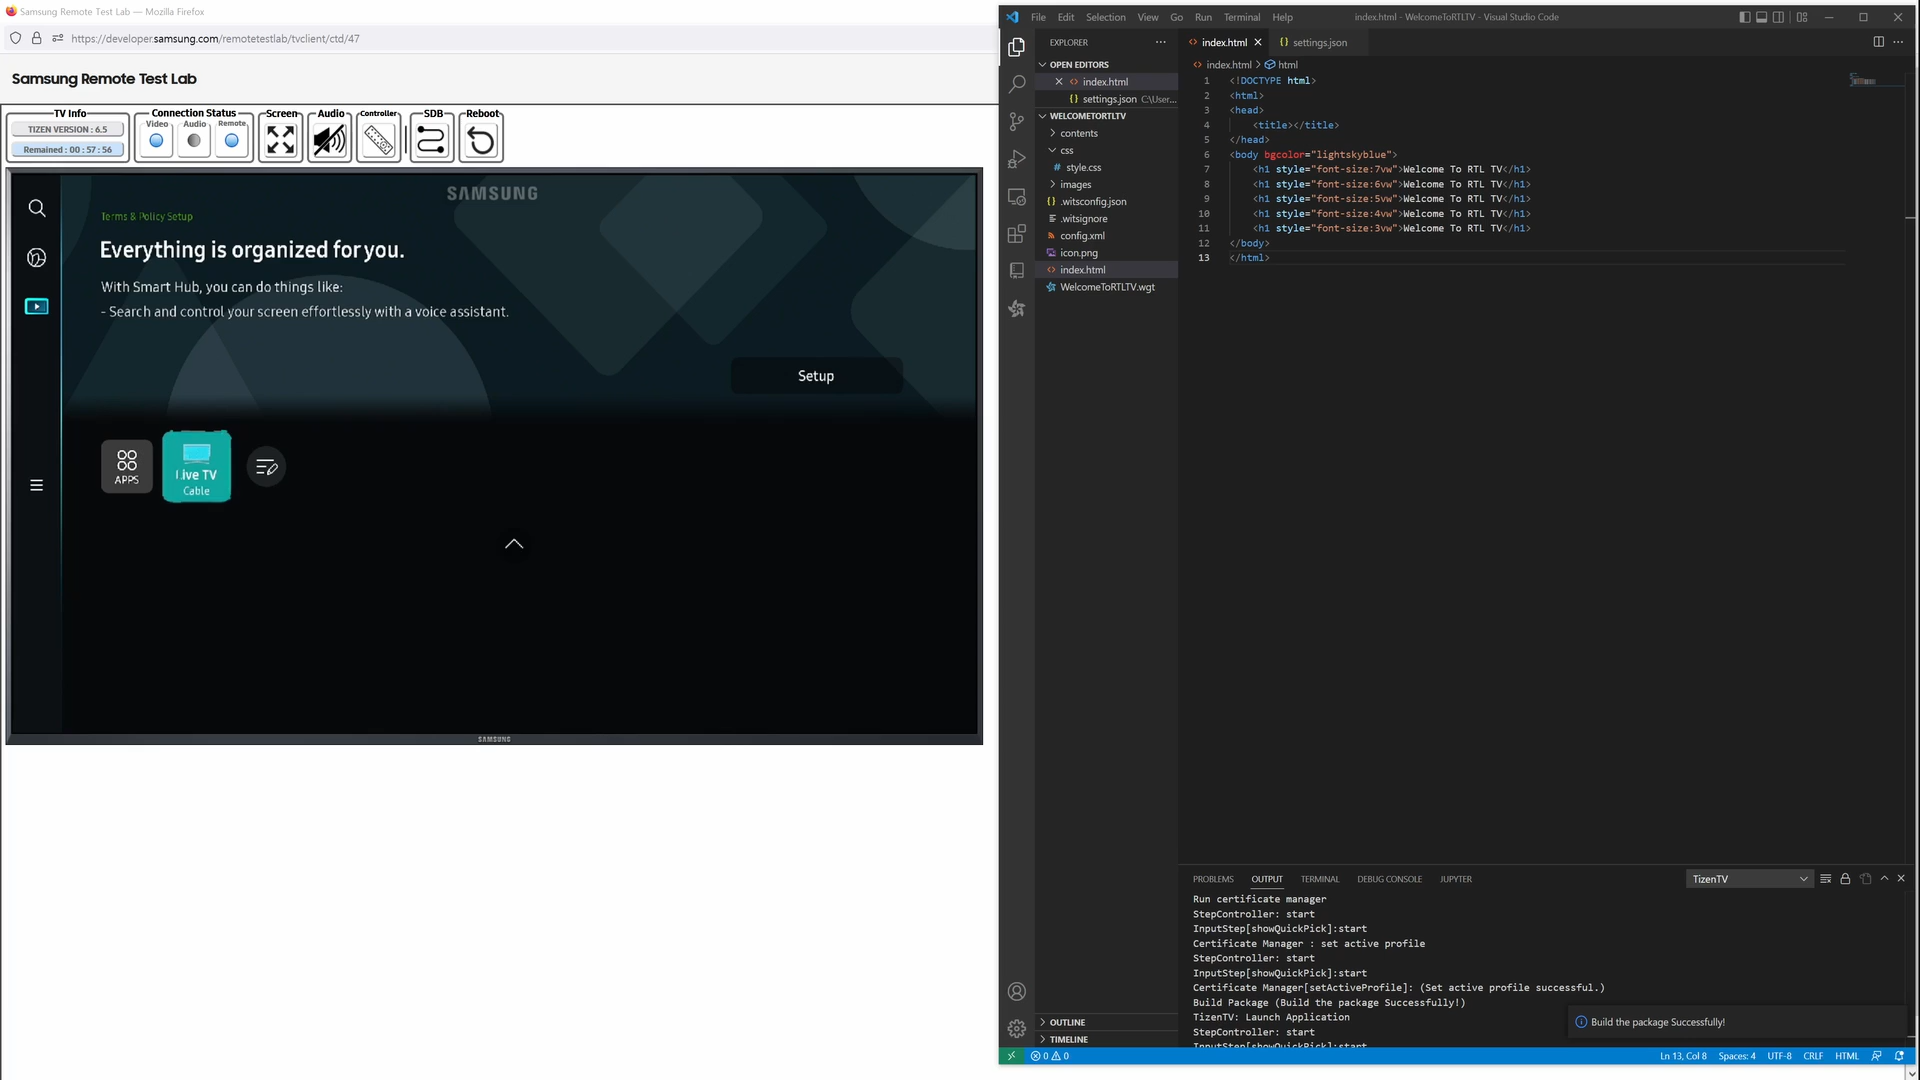 Samsung Remote Test Lab — Mozilla Firefox
https://developer.samsung.com/remotetestlab/tvclient/ctd/47
Samsung Remote Test Lab
TV Info
TIZEN VERSION : 6.5
Remained : 00 : 57 : 56
Connection Status
Video Audio Remote
Screen
Audio
Controller
SDB
Reboot
SAMSUNG
Terms & Policy Setup
Everything is organized for you.
With Smart Hub, you can do things like:
- Search and control your screen effortlessly with a voice assistant.
Setup
APPS
Live TV
Cable
SAMSUNG
File Edit Selection View Go Run Terminal Help
index.html - WelcomeToRTLTV - Visual Studio Code
EXPLORER
OPEN EDITORS
index.html
settings.json C:\User...
WELCOMETORTLTV
contents
css
style.css
images
.witsconfig.json
.witsignore
config.xml
icon.png
index.html
WelcomeToRTLTV.wgt
OUTLINE
TIMELINE
index.html
settings.json
index.html > html
1 <!DOCTYPE html>
2 <html>
3 <head>
4 <title></title>
5 </head>
6 <body bgcolor="lightskyblue">
7 <h1 style="font-size:7vw">Welcome To RTL TV</h1>
8 <h1 style="font-size:6vw">Welcome To RTL TV</h1>
9 <h1 style="font-size:5vw">Welcome To RTL TV</h1>
10 <h1 style="font-size:4vw">Welcome To RTL TV</h1>
11 <h1 style="font-size:3vw">Welcome To RTL TV</h1>
12 </body>
13 </html>
PROBLEMS OUTPUT TERMINAL DEBUG CONSOLE JUPYTER
TizenTV
Run certificate manager
StepController: start
InputStep[showQuickPick]:start
Certificate Manager : set active profile
StepController: start
InputStep[showQuickPick]:start
Certificate Manager[setActiveProfile]: (Set active profile successful.)
Build Package (Build the package Successfully!)
TizenTV: Launch Application
StepController: start
InputStep[showQuickPick]:start
Build the package Successfully!
0 0
Ln 13, Col 8 Spaces: 4 UTF-8 CRLF HTML